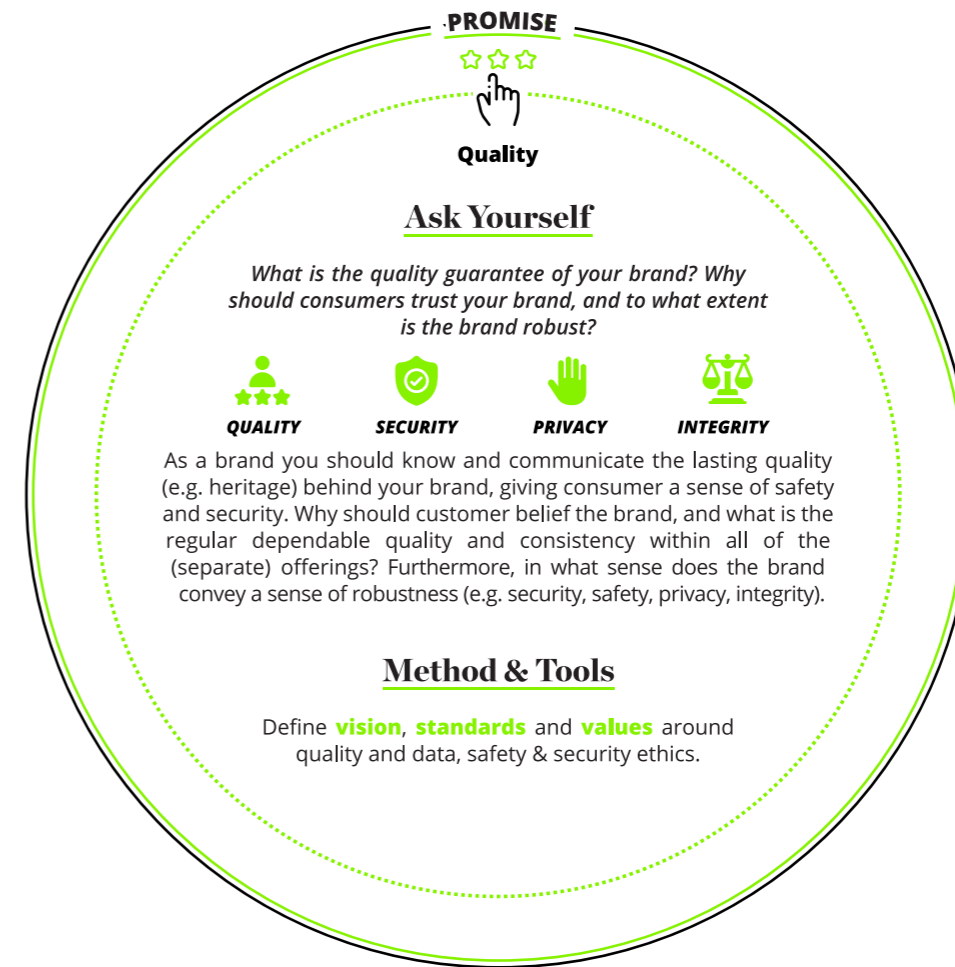 PROMISE
Quality
Ask Yourself
What is the quality guarantee of your brand? Why
should consumers trust your brand, and to what extent
is the brand robust?
QUALITY SECURITY PRIVACY INTEGRITY
As a brand you should know and communicate the lasting quality
(e.g. heritage) behind your brand, giving consumer a sense of safety
and security. Why should customer belief the brand, and what is the
regular dependable quality and consistency within all of the
(separate) offerings? Furthermore, in what sense does the brand
convey a sense of robustness (e.g. security, safety, privacy, integrity).
Method & Tools
Define vision, standards and values around
quality and data, safety & security ethics.